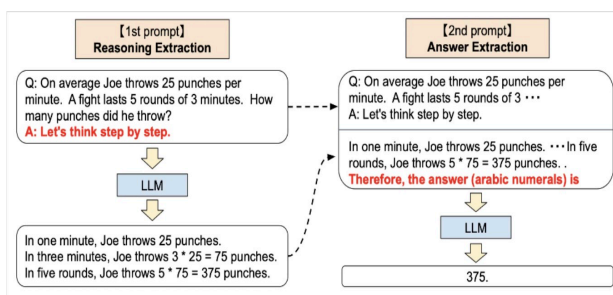 【1st prompt】
Reasoning Extraction
Q: On average Joe throws 25 punches per
minute.  A fight lasts 5 rounds of 3 minutes.  How
many punches did he throw?
A: Let's think step by step.
LLM
In one minute, Joe throws 25 punches.
In three minutes, Joe throws 3 * 25 = 75 punches.
In five rounds, Joe throws 5 * 75 = 375 punches.
【2nd prompt】
Answer Extraction
Q: On average Joe throws 25 punches per
minute.  A fight lasts 5 rounds of 3 ⋯
A: Let's think step by step.
In one minute, Joe throws 25 punches. ⋯In five
rounds, Joe throws 5 * 75 = 375 punches. .
Therefore, the answer (arabic numerals) is
LLM
375.